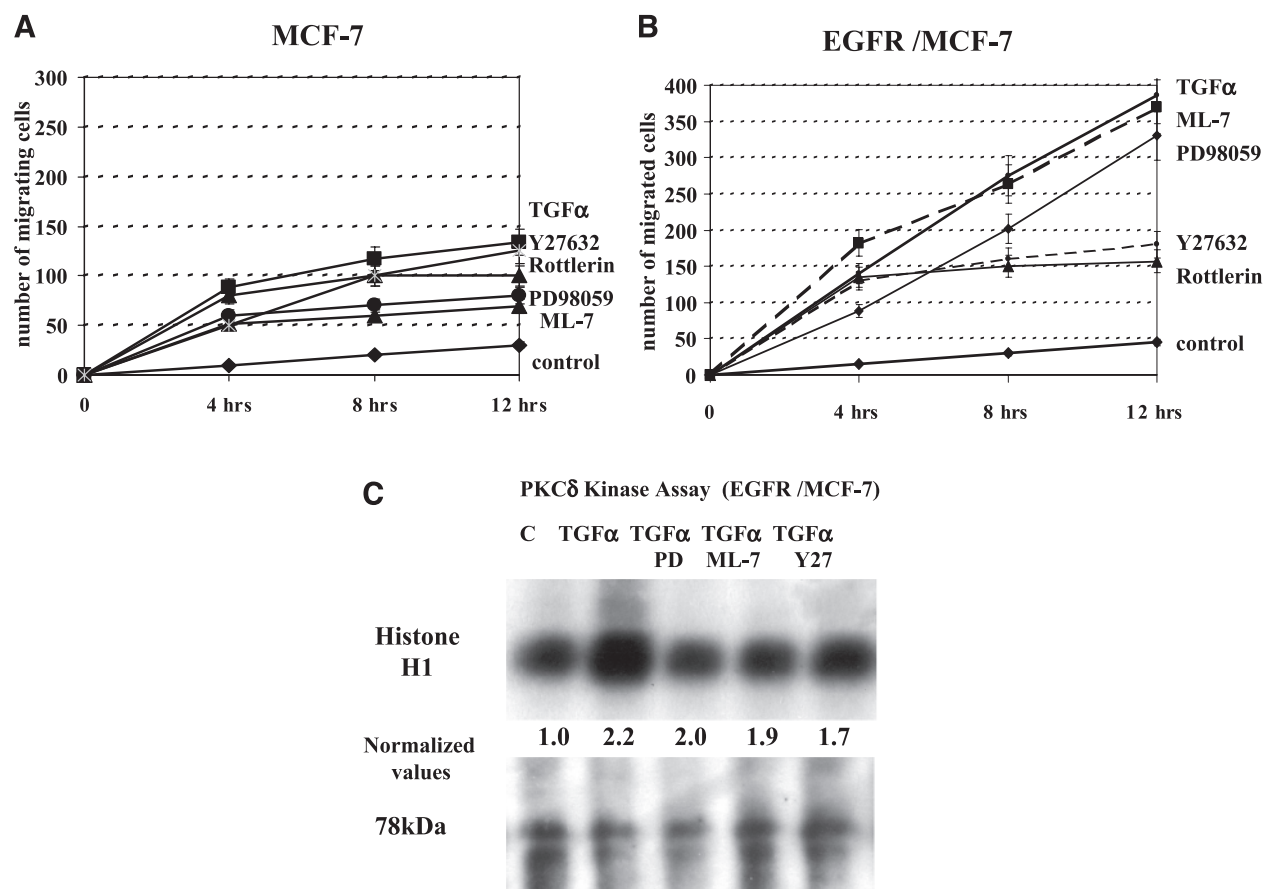 A
MCF-7
number of migrating cells
300
250
200
150
100
50
0
0 4 hrs 8 hrs 12 hrs
TGFα
Y27632
Rottlerin
PD98059
ML-7
control
B
EGFR /MCF-7
number of migrated cells
400
350
300
250
200
150
100
50
0
0 4 hrs 8 hrs 12 hrs
TGFα
ML-7
PD98059
Y27632
Rottlerin
control
C
PKCδ Kinase Assay (EGFR /MCF-7)
C TGFα TGFα TGFα TGFα
PD ML-7 Y27
Histone
H1
1.0 2.2 2.0 1.9 1.7
Normalized
values
78kDa